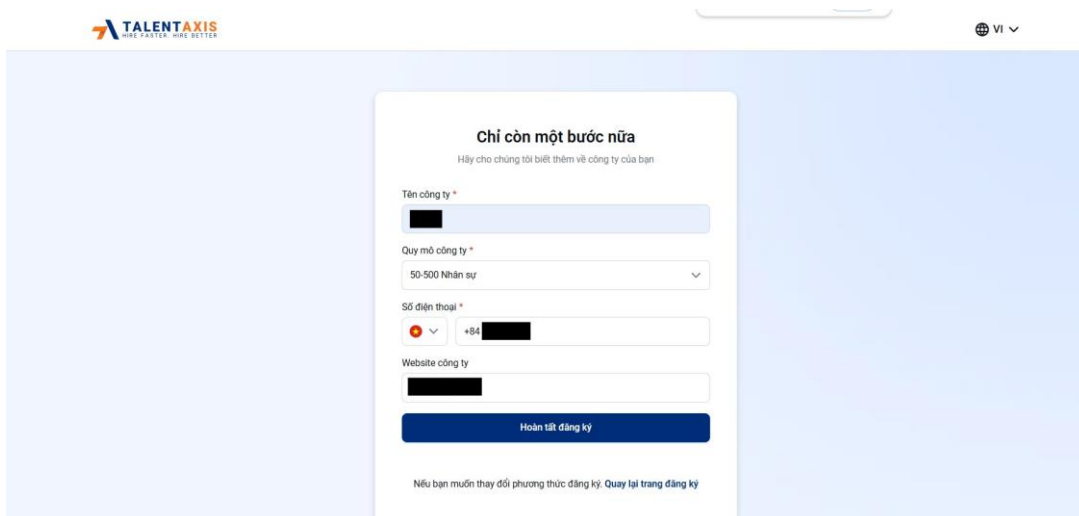 TALENTAXIS
HIRE FASTER. HIRE BETTER
VI
Chỉ còn một bước nữa
Hãy cho chúng tôi biết thêm về công ty của bạn
Tên công ty *
Quy mô công ty *
50-500 Nhân sự
Số điện thoại *
+84
Website công ty
Hoàn tất đăng ký
Nếu bạn muốn thay đổi phương thức đăng ký. Quay lại trang đăng ký